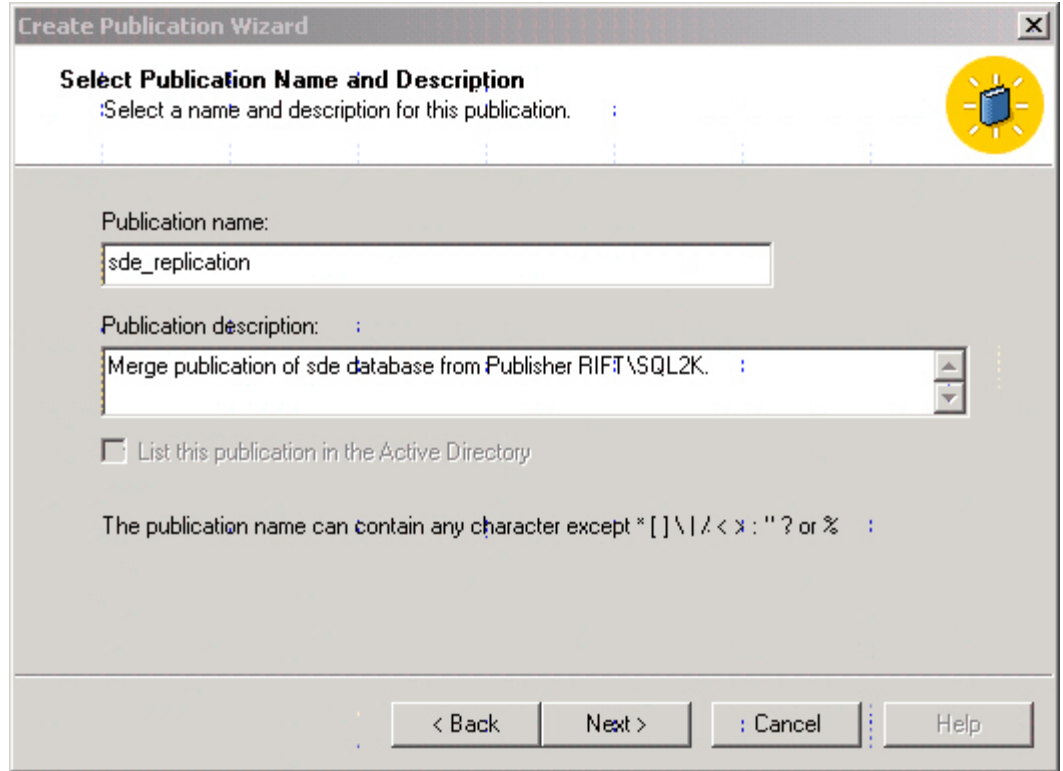 Create Publication Wizard
Select Publication Name and Description
Select a name and description for this publication.
Publication name:
sde_replication
Publication description:
Merge publication of sde database from Publisher RIFT\SQL2K.
List this publication in the Active Directory
The publication name can contain any character except * [ ] \ | / < > : " ? or %
< Back
Next >
Cancel
Help